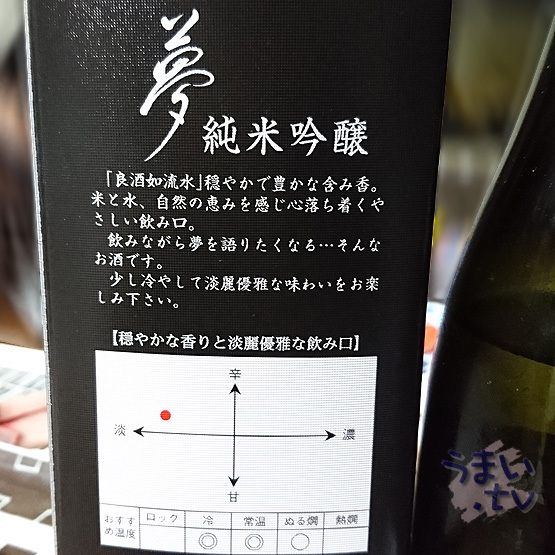 夢 純米吟醸
「良酒如流水」穏やかで豊かな含み香。
米と水、自然の恵みを感じ心落ち着くや
さしい飲み口。
飲みながら夢を語りたくなる…そんな
お酒です。
少し冷やして淡麗優雅な味わいをお楽
しみ下さい。
【穏やかな香りと淡麗優雅な飲み口】
辛
淡 濃
甘
おすす
め温度 ロック 冷 常温 ぬる燗 熱燗
◎ ◎ ○
うまい
.tv